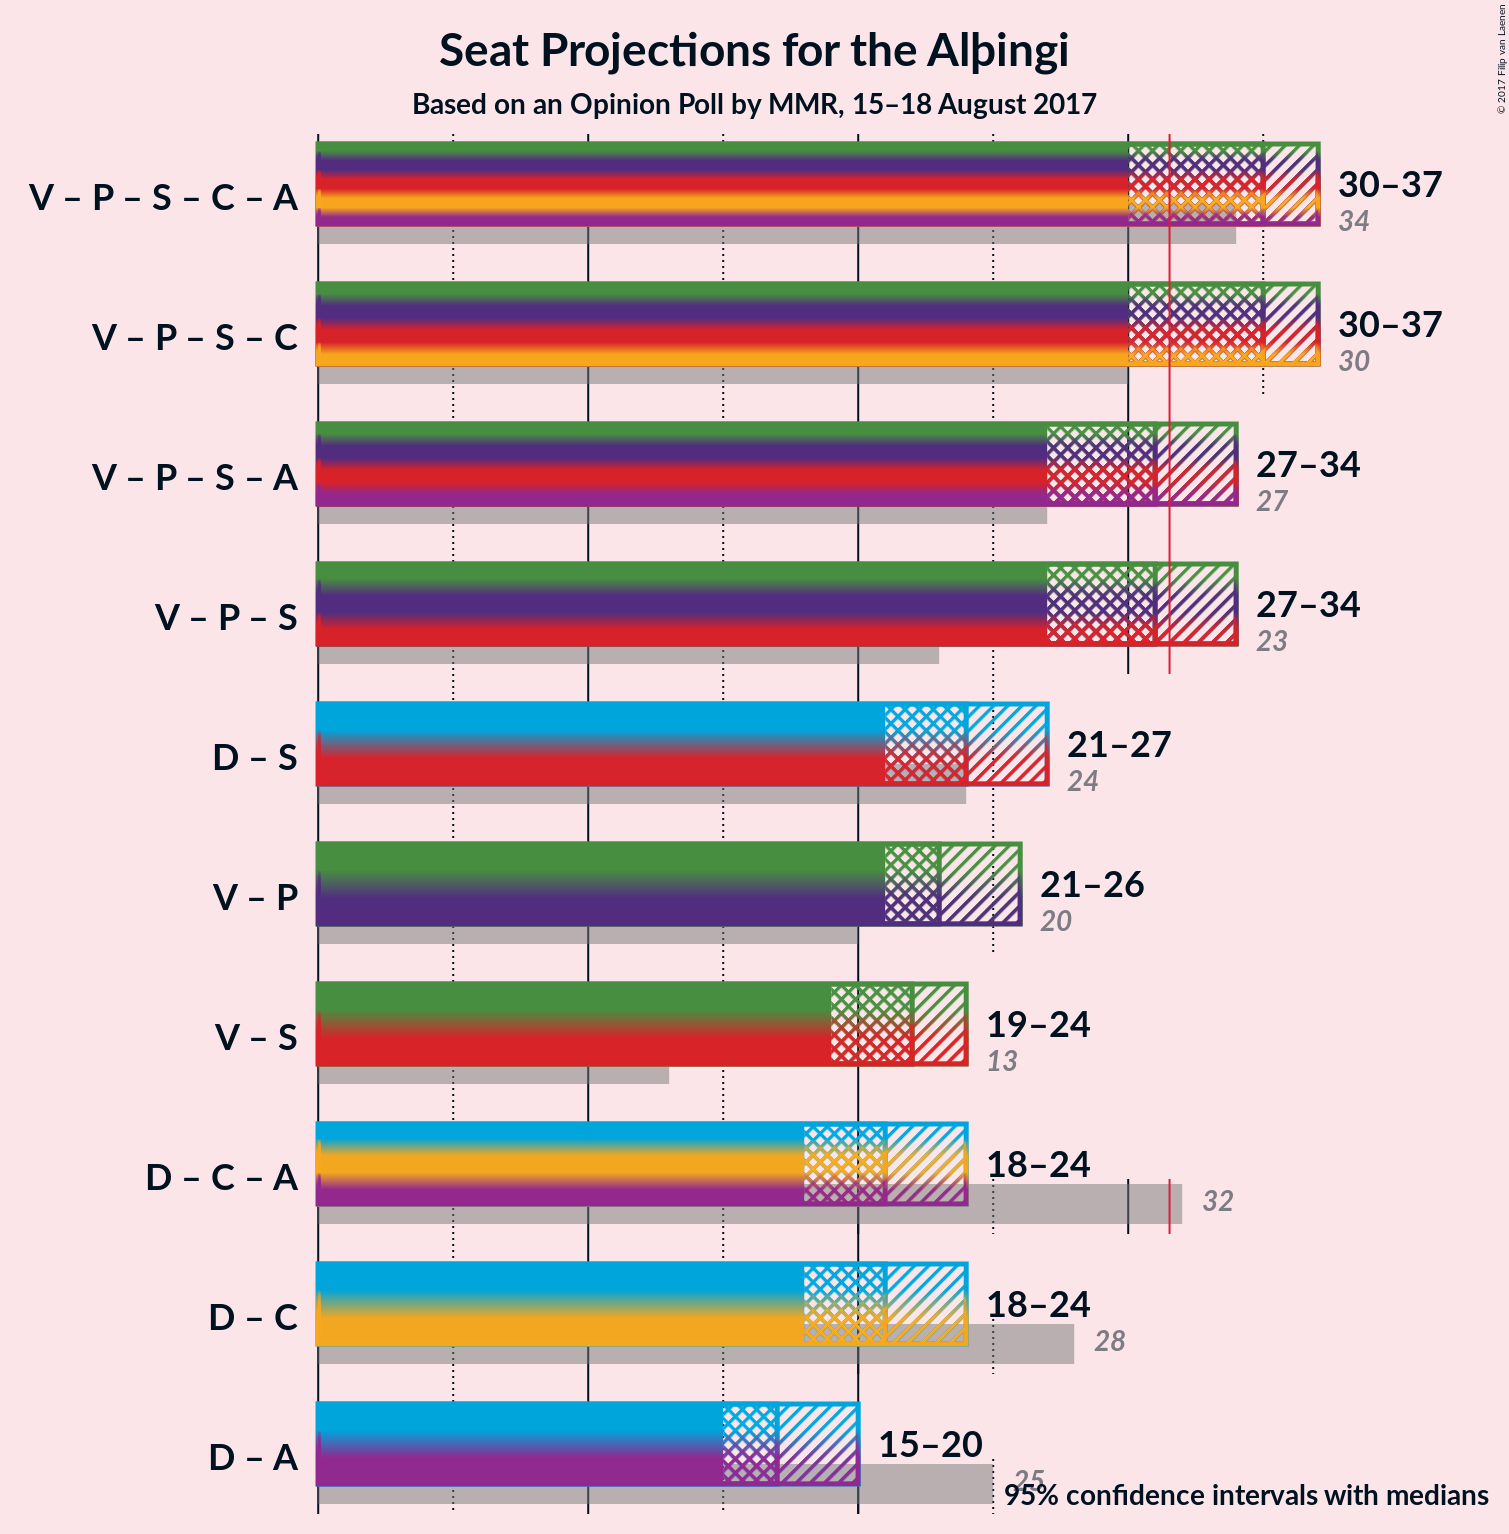 Seat Projections for the Alþingi
Based on an Opinion Poll by MMR, 15–18 August 2017
© 2017 Filip van Laenen
V – P – S – C – A
30–37
34
V – P – S – C
30–37
30
V – P – S – A
27–34
27
V – P – S
27–34
23
D – S
21–27
24
V – P
21–26
20
V – S
19–24
13
D – C – A
18–24
32
D – C
18–24
28
D – A
15–20
25
95% confidence intervals with medians